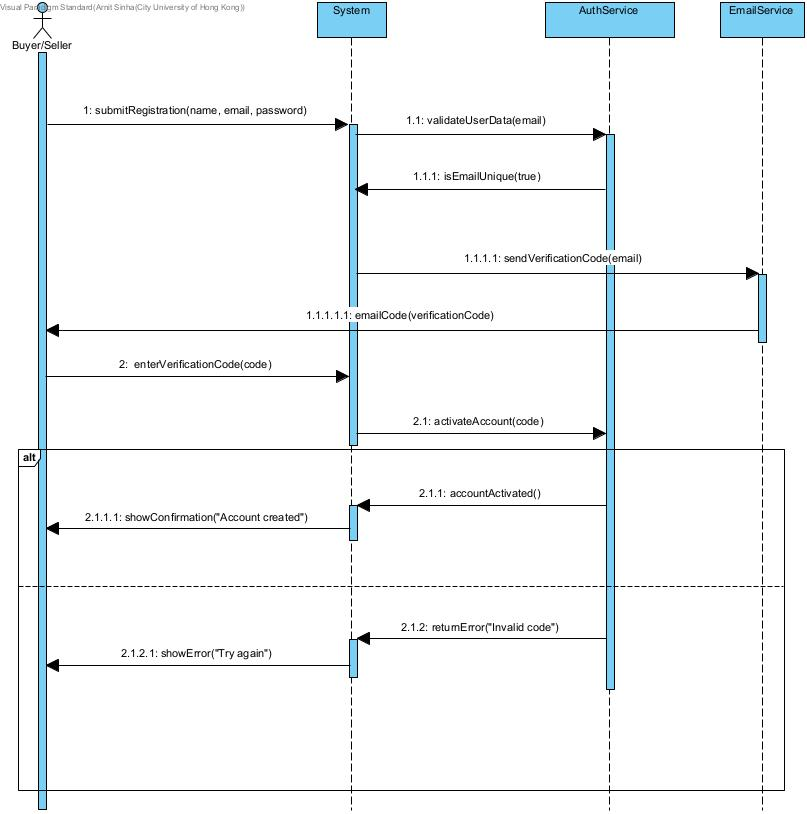 Visual Paradigm Standard(Arnit Sinha(City University of Hong Kong))
System
AuthService
EmailService
Buyer/Seller
1: submitRegistration(name, email, password)
1.1: validateUserData(email)
1.1.1: isEmailUnique(true)
1.1.1.1: sendVerificationCode(email)
1.1.1.1.1: emailCode(verificationCode)
2: enterVerificationCode(code)
2.1: activateAccount(code)
alt
2.1.1: accountActivated()
2.1.1.1: showConfirmation("Account created")
2.1.2: returnError("Invalid code")
2.1.2.1: showError("Try again")